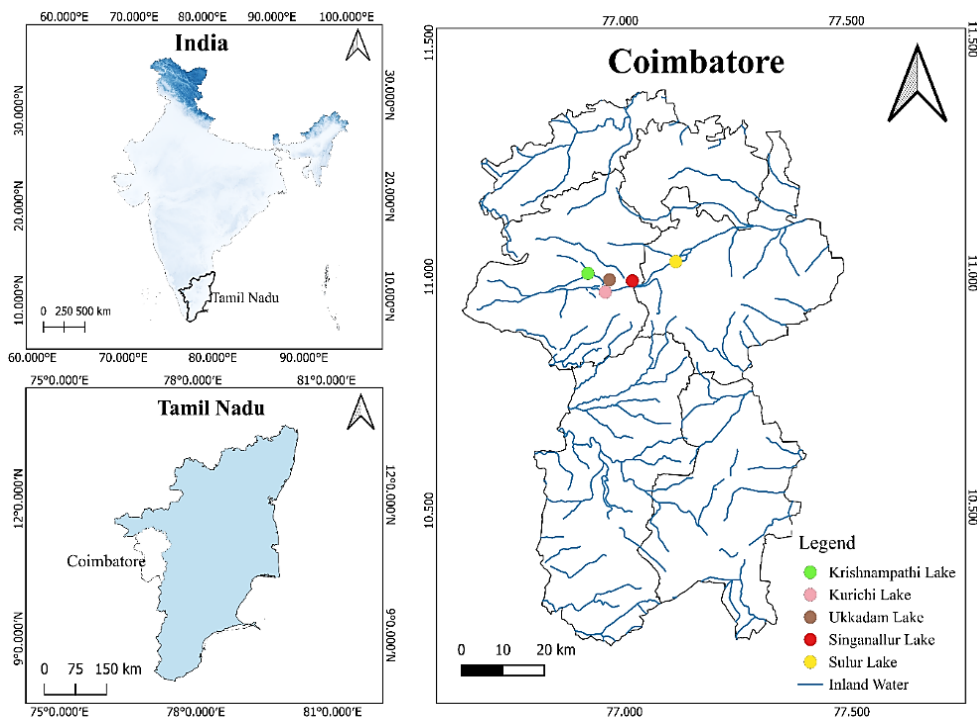 60.000°E 70.000°E 80.000°E 90.000°E 100.000°E
India
30.000°N
20.000°N
10.000°N
30.000°N
20.000°N
10.000°N
Tamil Nadu
0 250 500 km
60.000°E 70.000°E 80.000°E 90.000°E
75°0.000'E 78°0.000'E 81°0.000'E
Tamil Nadu
12°0.000'N
9°0.000'N
12°0.000'N
9°0.000'N
Coimbatore
0 75 150 km
75°0.000'E 78°0.000'E 81°0.000'E
77.000 77.500
Coimbatore
11.500
11.000
10.500
11.500
11.000
10.500
Legend
Krishnampathi Lake
Kurichi Lake
Ukkadam Lake
Singanallur Lake
Sulur Lake
Inland Water
0 10 20 km
77.000 77.500